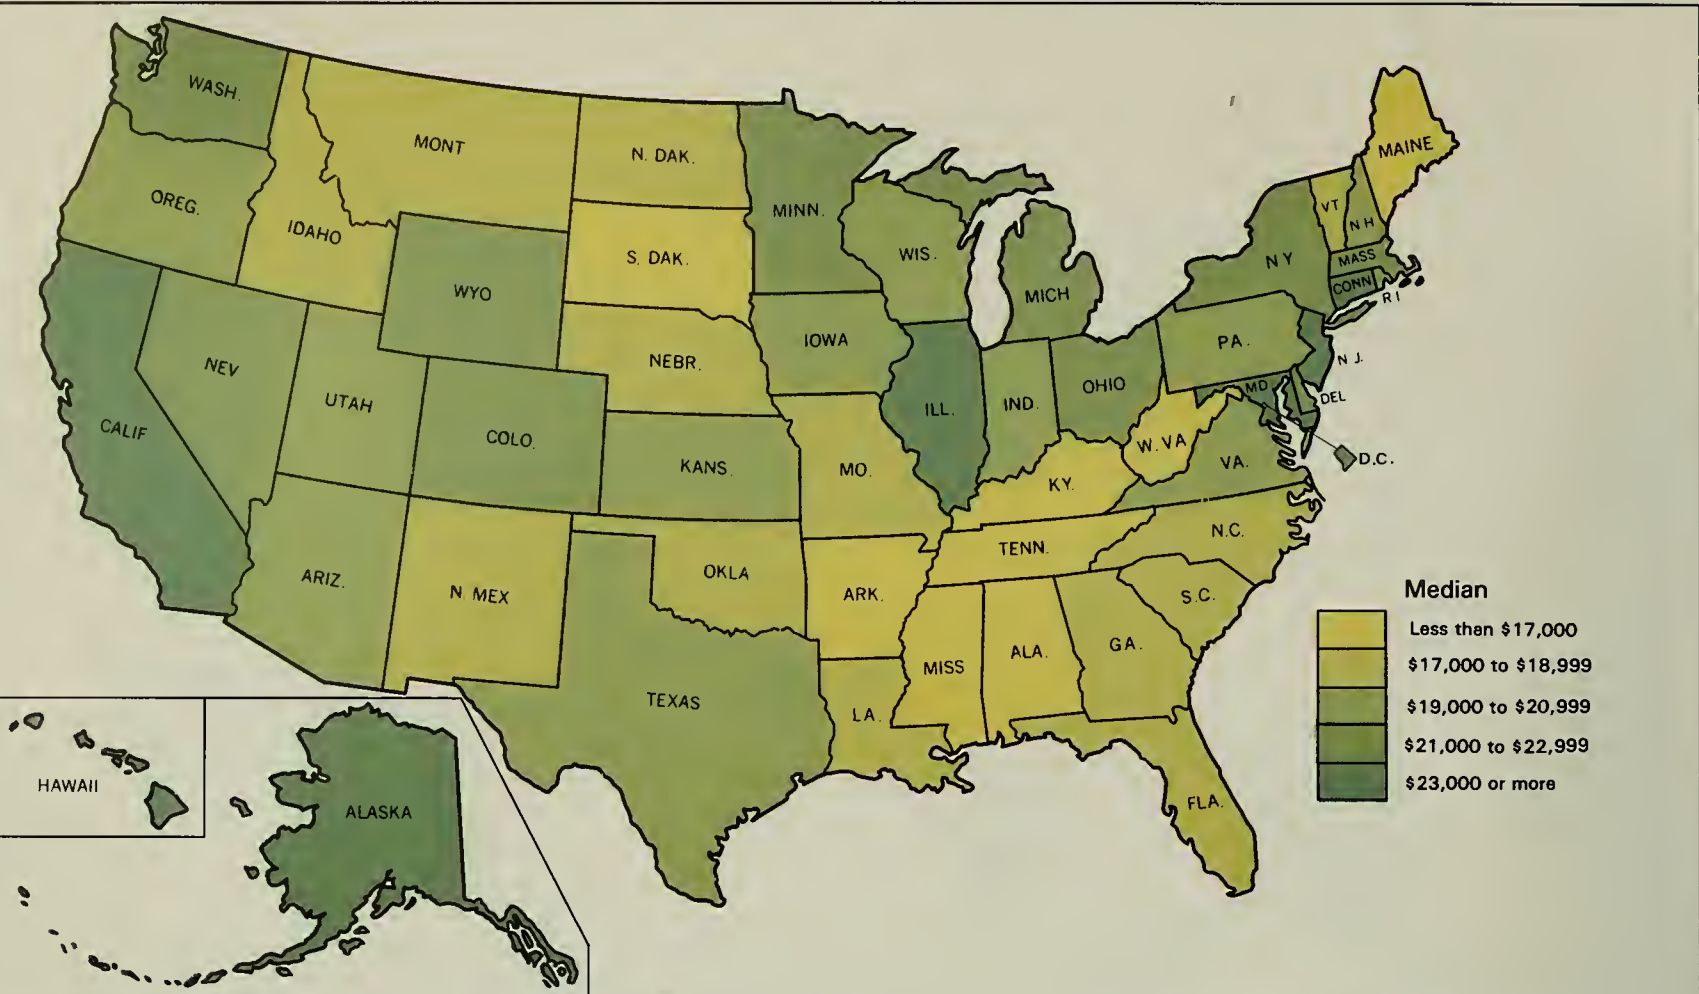 WASH.
MONT
N. DAK.
MINN.
MAINE
OREG.
IDAHO
S. DAK.
WIS.
VT
N H
MASS
N Y
CONN
R I
WYO
MICH
IOWA
PA.
N J.
NEV
UTAH
NEBR.
OHIO
MD
DEL
CALIF
COLO.
ILL.
IND.
W. VA
D.C.
KANS.
MO.
KY.
VA.
ARIZ.
N. MEX
OKLA
ARK.
TENN.
N.C.
S.C.
TEXAS
LA.
MISS
ALA.
GA.
FLA.
HAWAII
ALASKA
Median
Less than $17,000
$17,000 to $18,999
$19,000 to $20,999
$21,000 to $22,999
$23,000 or more